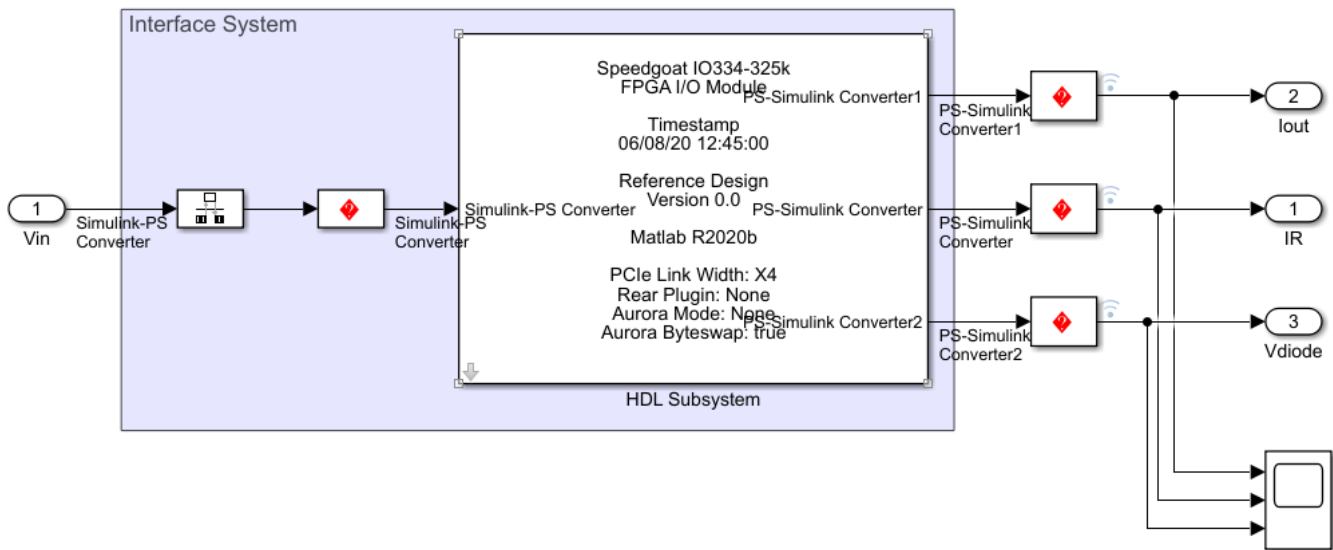 Interface System
Speedgoat IO334-325k
FPGA I/O Module
PS-Simulink Converter1
Timestamp
06/08/20 12:45:00
Reference Design
Version 0.0
Simulink-PS Converter
PS-Simulink Converter
Matlab R2020b
PCIe Link Width: X4
Rear Plugin: None
Aurora Mode: None
PS-Simulink Converter2
Aurora Byteswap: true
HDL Subsystem
1
Vin
Simulink-PS
Converter
Simulink-PS
Converter
PS-Simulink
Converter1
2
Iout
PS-Simulink
Converter
1
IR
PS-Simulink
Converter2
3
Vdiode